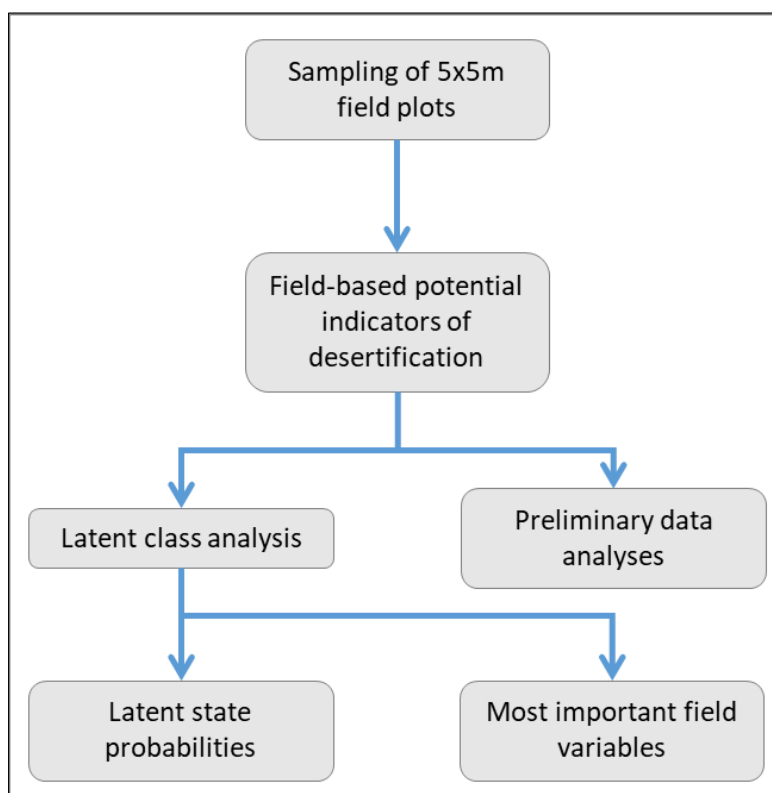 Sampling of 5x5m
field plots
Field-based potential
indicators of
desertification
Latent class analysis
Preliminary data
analyses
Latent state
probabilities
Most important field
variables